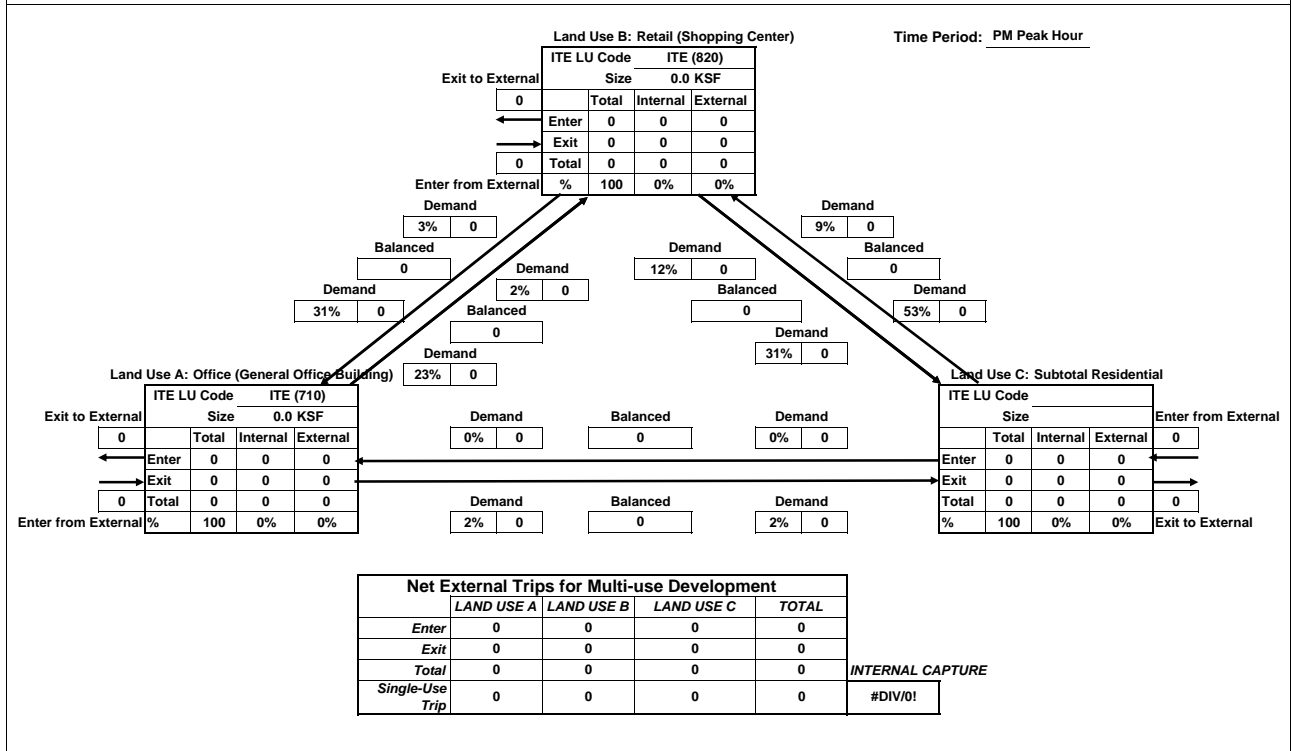 Land Use B: Retail (Shopping Center)
Time Period: PM Peak Hour
ITE LU Code ITE (820)
Exit to External Size 0.0 KSF
0 Total Internal External
Enter 0 0 0
Exit 0 0 0
0 Total 0 0 0
Enter from External % 100 0% 0%
Demand
3% 0
Balanced
0
Demand
31% 0
Demand
2% 0
Balanced
0
Demand
23% 0
Demand
12% 0
Balanced
0
Demand
31% 0
Demand
9% 0
Balanced
0
Demand
53% 0
Land Use A: Office (General Office Building)
ITE LU Code ITE (710)
Exit to External Size 0.0 KSF
0 Total Internal External
Enter 0 0 0
Exit 0 0 0
0 Total 0 0 0
Enter from External % 100 0% 0%
Demand Balanced Demand
0% 0 0 0% 0
Demand Balanced Demand
2% 0 0 2% 0
Land Use C: Subtotal Residential
ITE LU Code
Size Enter from External
Total Internal External 0
Enter 0 0 0
Exit 0 0 0
Total 0 0 0 0
% 100 0% 0% Exit to External
Net External Trips for Multi-use Development
LAND USE A LAND USE B LAND USE C TOTAL
Enter 0 0 0 0
Exit 0 0 0 0
Total 0 0 0 0 INTERNAL CAPTURE
Single-Use
Trip 0 0 0 0 #DIV/0!